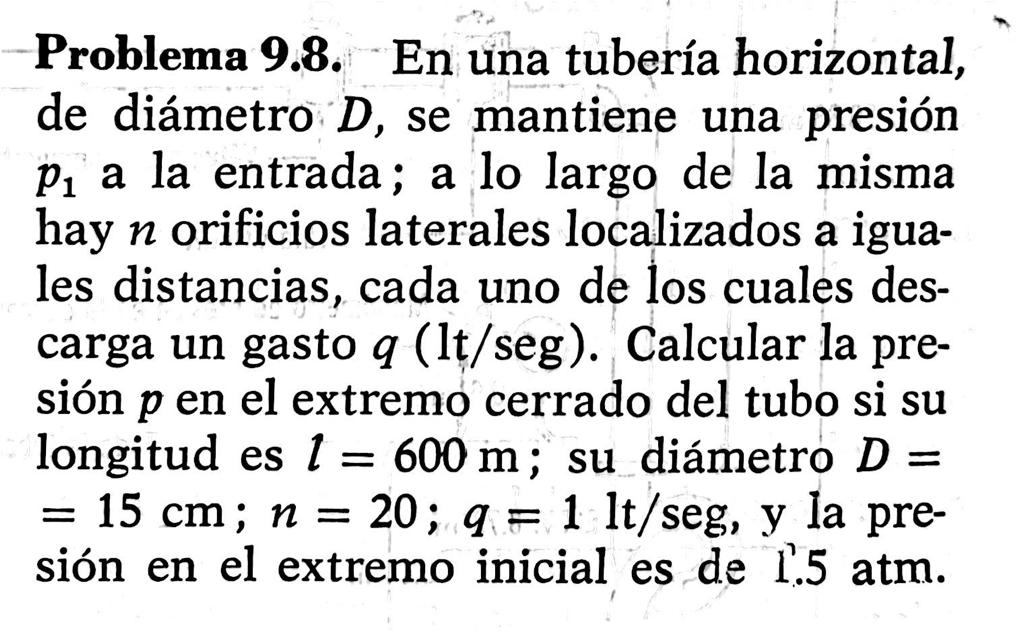 Problema 9.8. En una tubería horizontal,
de diámetro D, se mantiene una presión
p₁ a la entrada; a lo largo de la misma
hay n orificios laterales localizados a igua-
les distancias, cada uno de los cuales des-
carga un gasto q (lt/seg). Calcular la pre-
sión p en el extremo cerrado del tubo si su
longitud es l = 600 m; su diámetro D =
= 15 cm; n = 20; q = 1 lt/seg, y la pre-
sión en el extremo inicial es de 1.5 atm.